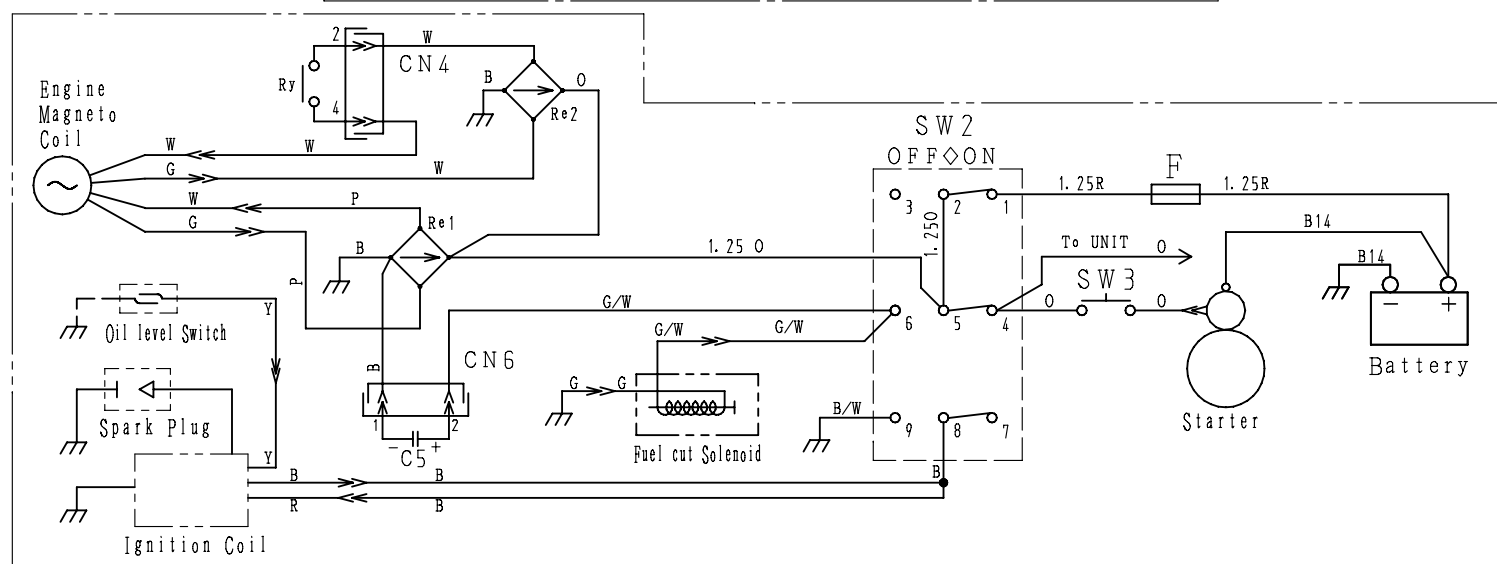 2
W
CN4
Ry
4
B
O
Re2
Engine
Magneto
Coil
W
W
G
W
W
P
G
Re1
B
P
1.25 O
SW2
OFF◇ON
3
2
1
1.25R
F
1.25R
1.25O
To UNIT
O
B14
B14
SW3
O
O
−
+
Battery
Starter
Y
Oil level Switch
G/W
6
5
4
G/W
G/W
CN6
B
1
2
−
+
C5
G
G
Fuel cut Solenoid
B/W
9
8
7
B
Spark Plug
Y
B
B
R
B
Ignition Coil